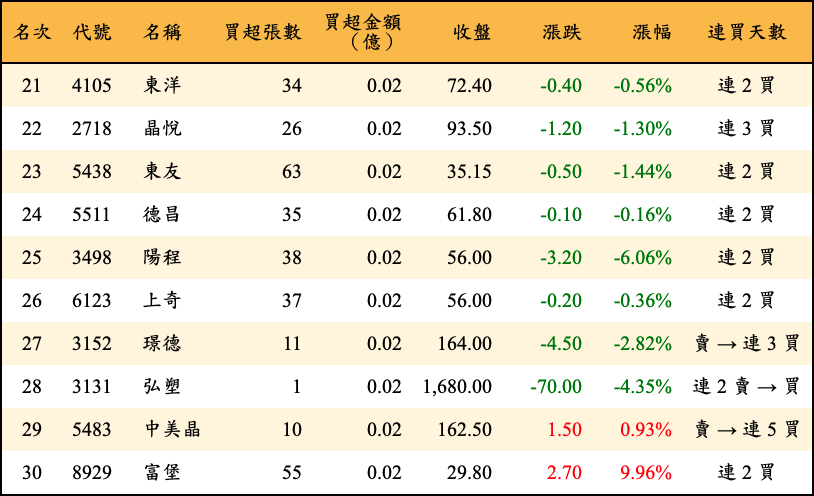 名次 代號 名稱 買超張數 買超金額（億） 收盤 漲跌 漲幅 連買天數
21 4105 東洋 34 0.02 72.40 -0.40 -0.56% 連 2 買
22 2718 晶悅 26 0.02 93.50 -1.20 -1.30% 連 3 買
23 5438 東友 63 0.02 35.15 -0.50 -1.44% 連 2 買
24 5511 德昌 35 0.02 61.80 -0.10 -0.16% 連 2 買
25 3498 陽程 38 0.02 56.00 -3.20 -6.06% 連 2 買
26 6123 上奇 37 0.02 56.00 -0.20 -0.36% 連 2 買
27 3152 璟德 11 0.02 164.00 -4.50 -2.82% 賣 → 連 3 買
28 3131 弘塑 1 0.02 1,680.00 -70.00 -4.35% 連 2 賣 → 買
29 5483 中美晶 10 0.02 162.50 1.50 0.93% 賣 → 連 5 買
30 8929 富堡 55 0.02 29.80 2.70 9.96% 連 2 買